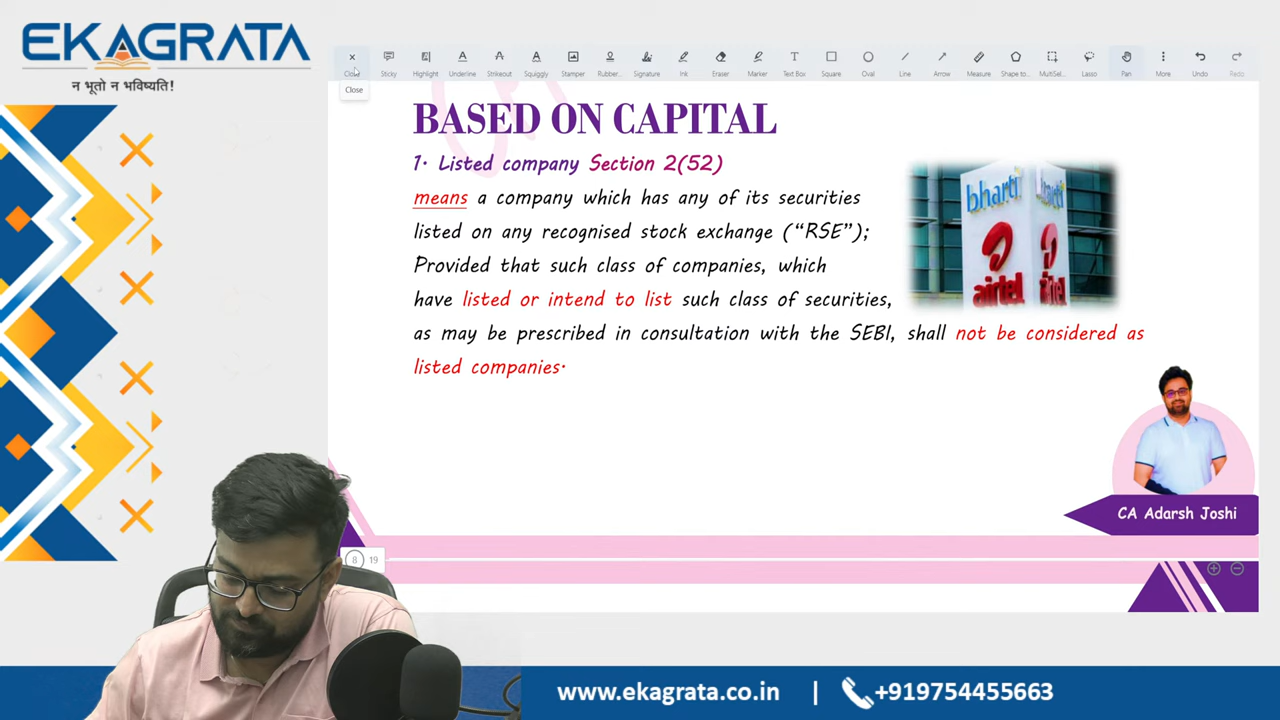 EKAGRATA
न भूतो न भविष्यति!
Close Sticky Highlight Underline Strikeout Squiggly Stamper Rubber... Signature Ink Eraser Marker Text Box Square Oval Line Arrow Measure Shape to... MultiSel... Lasso Pan More Undo Redo
Close
BASED ON CAPITAL
1. Listed company Section 2(52)
means a company which has any of its securities
listed on any recognised stock exchange (“RSE”);
Provided that such class of companies, which
have listed or intend to list such class of securities,
as may be prescribed in consultation with the SEBI, shall not be considered as
listed companies.
bharti
airtel
CA Adarsh Joshi
8 19
www.ekagrata.co.in | +919754455663